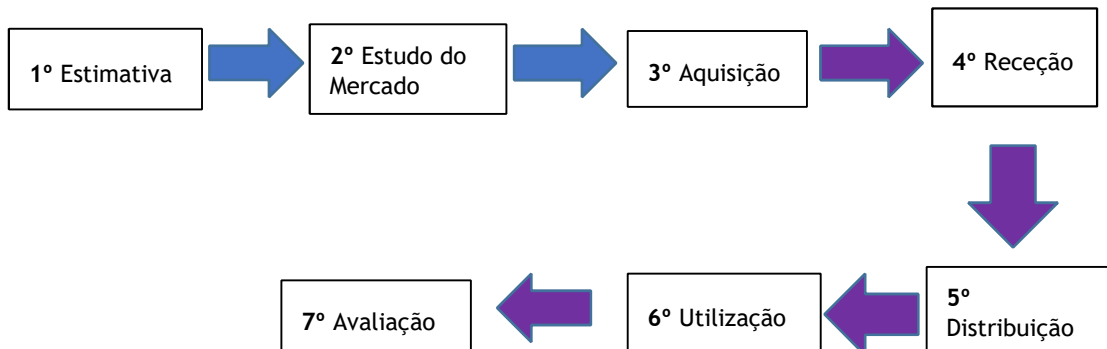 1º Estimativa
2º Estudo do
Mercado
3º Aquisição
4º Receção
5º
Distribuição
6º Utilização
7º Avaliação